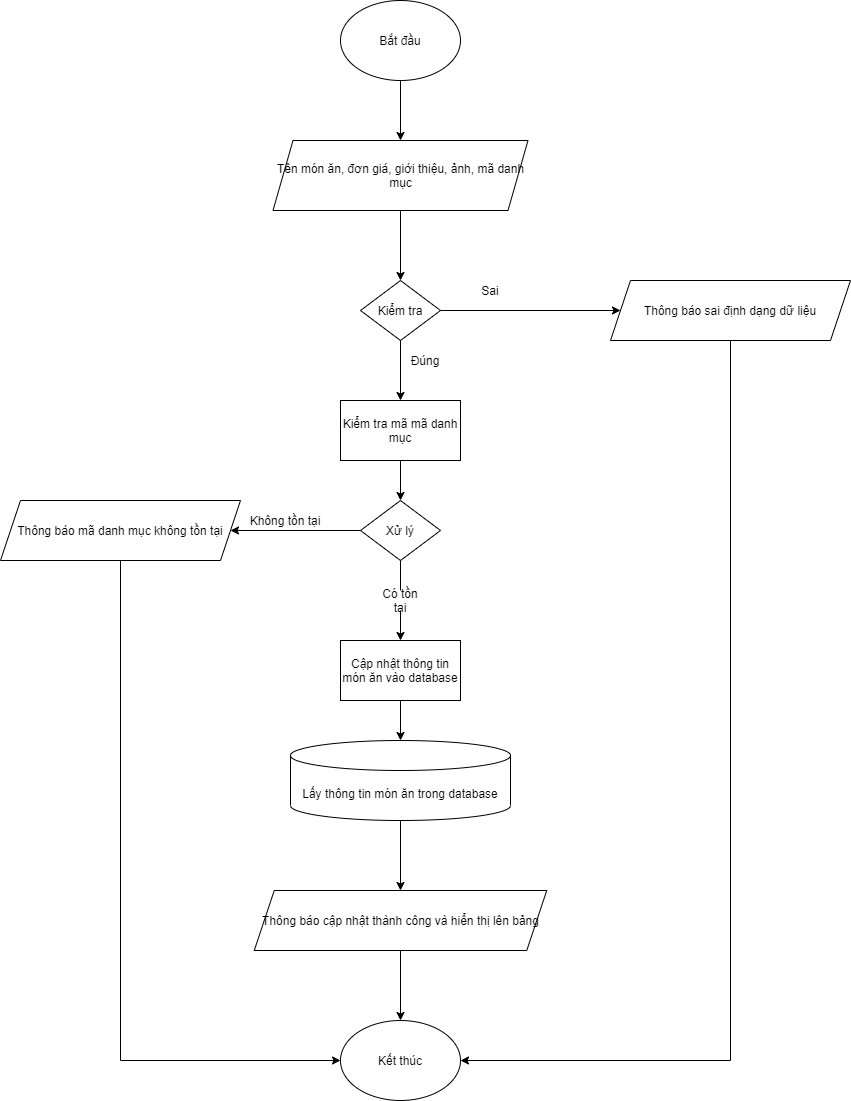 Bắt đầu
Tên món ăn, đơn giá, giới thiệu, ảnh, mã danh
mục
Kiểm tra
Sai
Thông báo sai định dạng dữ liệu
Đúng
Kiểm tra mã mã danh
mục
Xử lý
Không tồn tại
Thông báo mã danh mục không tồn tại
Có tồn
tại
Cập nhật thông tin
món ăn vào database
Lấy thông tin món ăn trong database
Thông báo cập nhật thành công và hiển thị lên bảng
Kết thúc